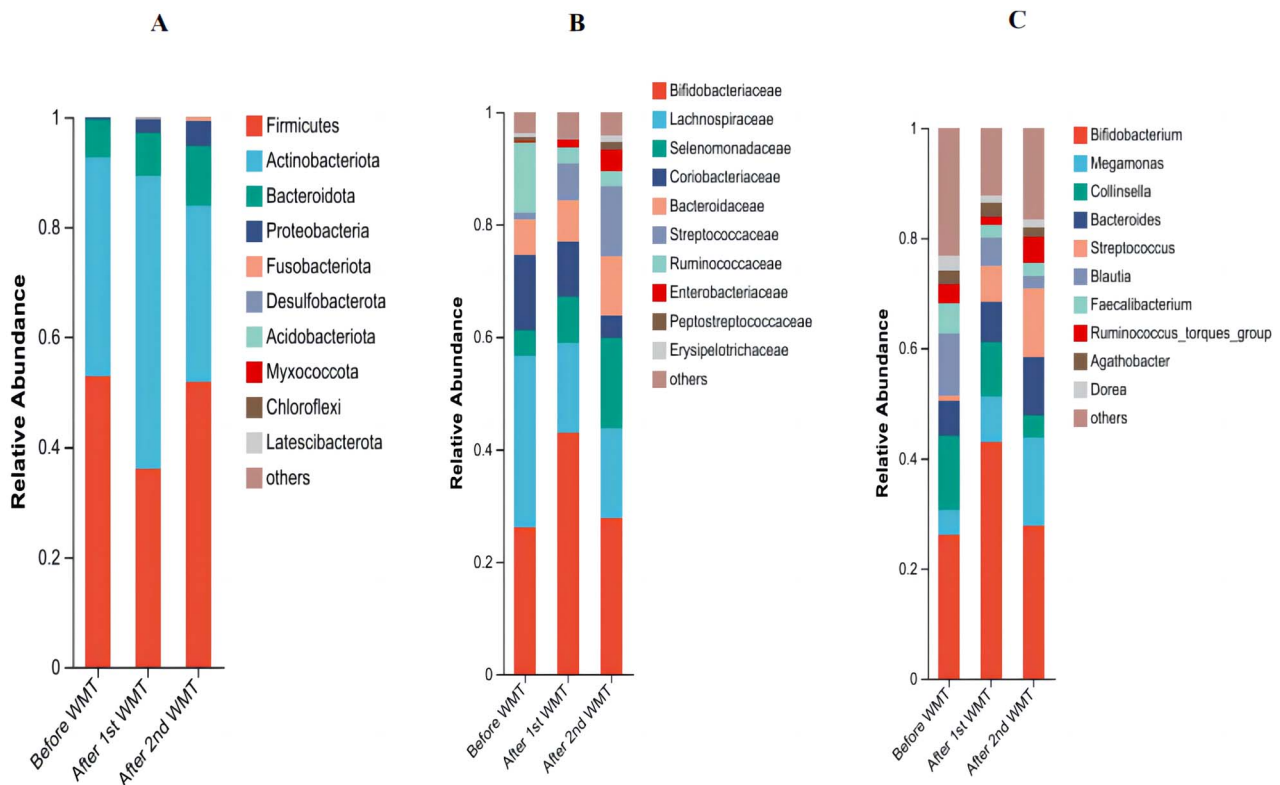 A
B
C
Relative Abundance
1
0.8
0.6
0.4
0.2
0
Before WMT
After 1st WMT
After 2nd WMT
Firmicutes
Actinobacteriota
Bacteroidota
Proteobacteria
Fusobacteriota
Desulfobacterota
Acidobacteriota
Myxococcota
Chloroflexi
Latescibacterota
others
Relative Abundance
1
0.8
0.6
0.4
0.2
0
Before WMT
After 1st WMT
After 2nd WMT
Bifidobacteriaceae
Lachnospiraceae
Selenomonadaceae
Coriobacteriaceae
Bacteroidaceae
Streptococcaceae
Ruminococcaceae
Enterobacteriaceae
Peptostreptococcaceae
Erysipelotrichaceae
others
Relative Abundance
1
0.8
0.6
0.4
0.2
0
Before WMT
After 1st WMT
After 2nd WMT
Bifidobacterium
Megamonas
Collinsella
Bacteroides
Streptococcus
Blautia
Faecalibacterium
Ruminococcus_torques_group
Agathobacter
Dorea
others